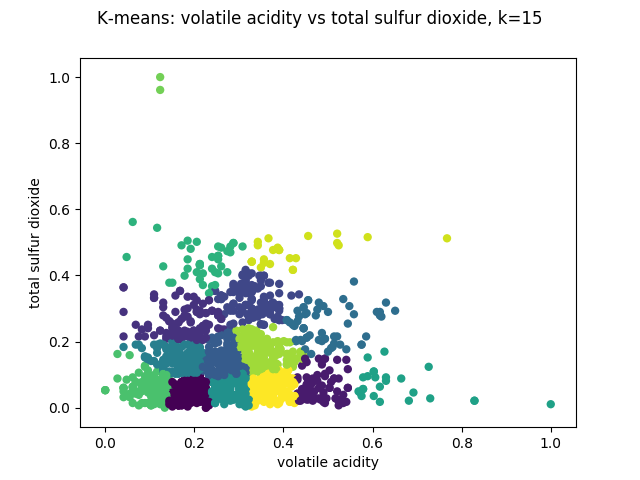 K-means: volatile acidity vs total sulfur dioxide, k=15
1.0
0.8
0.6
0.4
0.2
0.0
total sulfur dioxide
0.0 0.2 0.4 0.6 0.8 1.0
volatile acidity